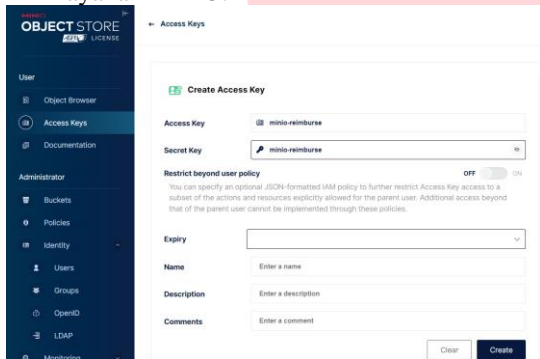 MINIO
OBJECT STORE
LICENSE
User
Object Browser
Access Keys
Documentation
Administrator
Buckets
Policies
Identity
Users
Groups
OpenID
LDAP
Monitoring
← Access Keys
Create Access Key
Access Key minio-reimburse
Secret Key minio-reimburse
Restrict beyond user policy OFF ON
You can specify an optional JSON-formatted IAM policy to further restrict Access Key access to a
subset of the actions and resources explicitly allowed for the parent user. Additional access beyond
that of the parent user cannot be implemented through these policies.
Expiry
Name Enter a name
Description Enter a description
Comments Enter a comment
Clear Create